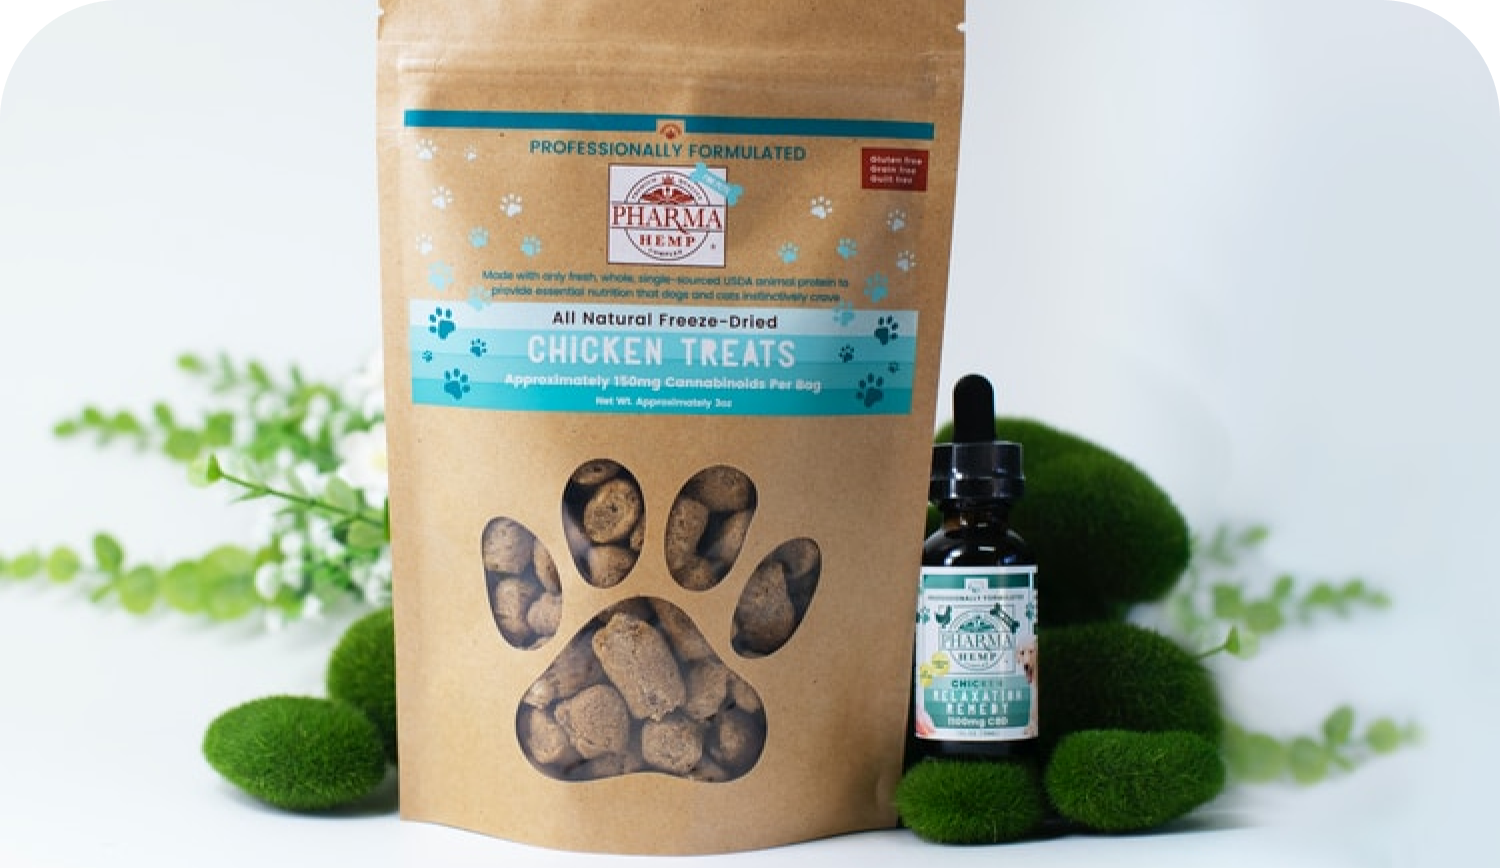 PROFESSIONALLY FORMULATED
Gluten free
Grain free
Guilt free
PHARMA
HEMP
COMPLEX
Made with only fresh, whole, single-sourced USDA animal protein to
provide essential nutrition that dogs and cats instinctively crave
All Natural Freeze-Dried
CHICKEN TREATS
Approximately 150mg Cannabinoids Per Bag
Net Wt. Approximately 3oz
PROFESSIONALLY FORMULATED
PHARMA
HEMP
CHICKEN
RELAXATION
REMEDY
1100mg CBD